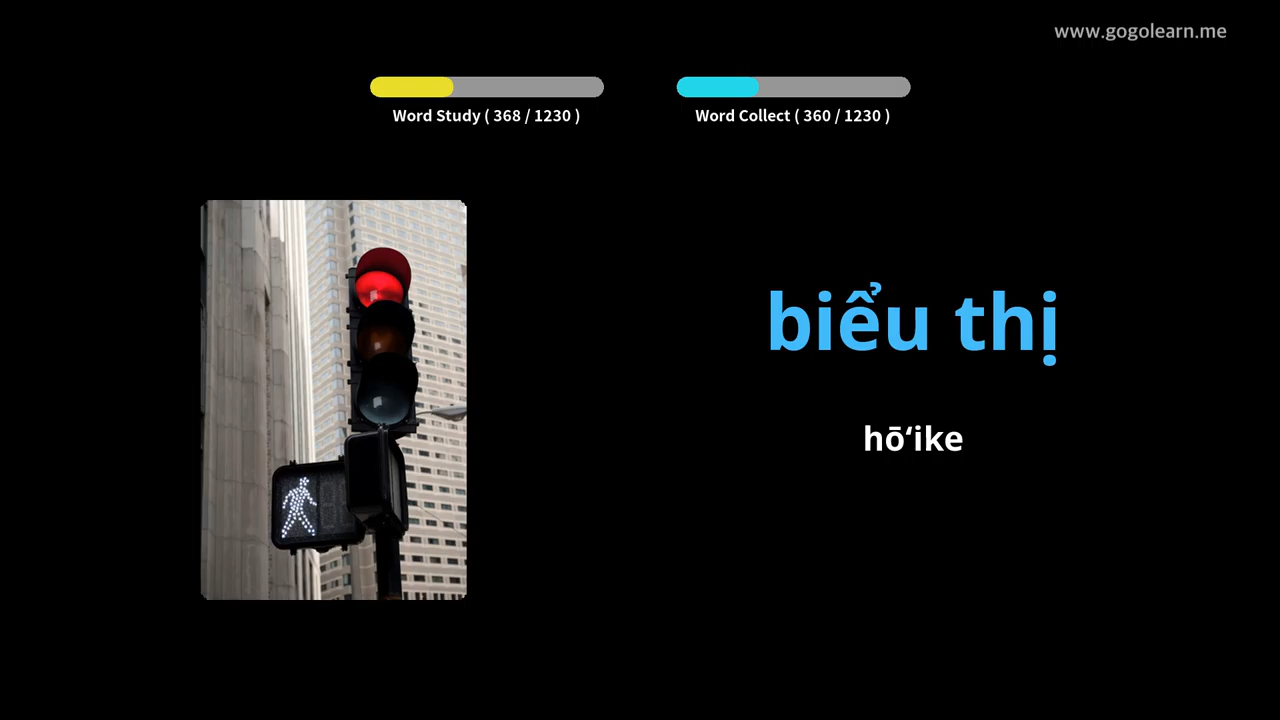 www.gogolearn.me
Word Study ( 368 / 1230 )
Word Collect ( 360 / 1230 )
biểu thị
hōʻike